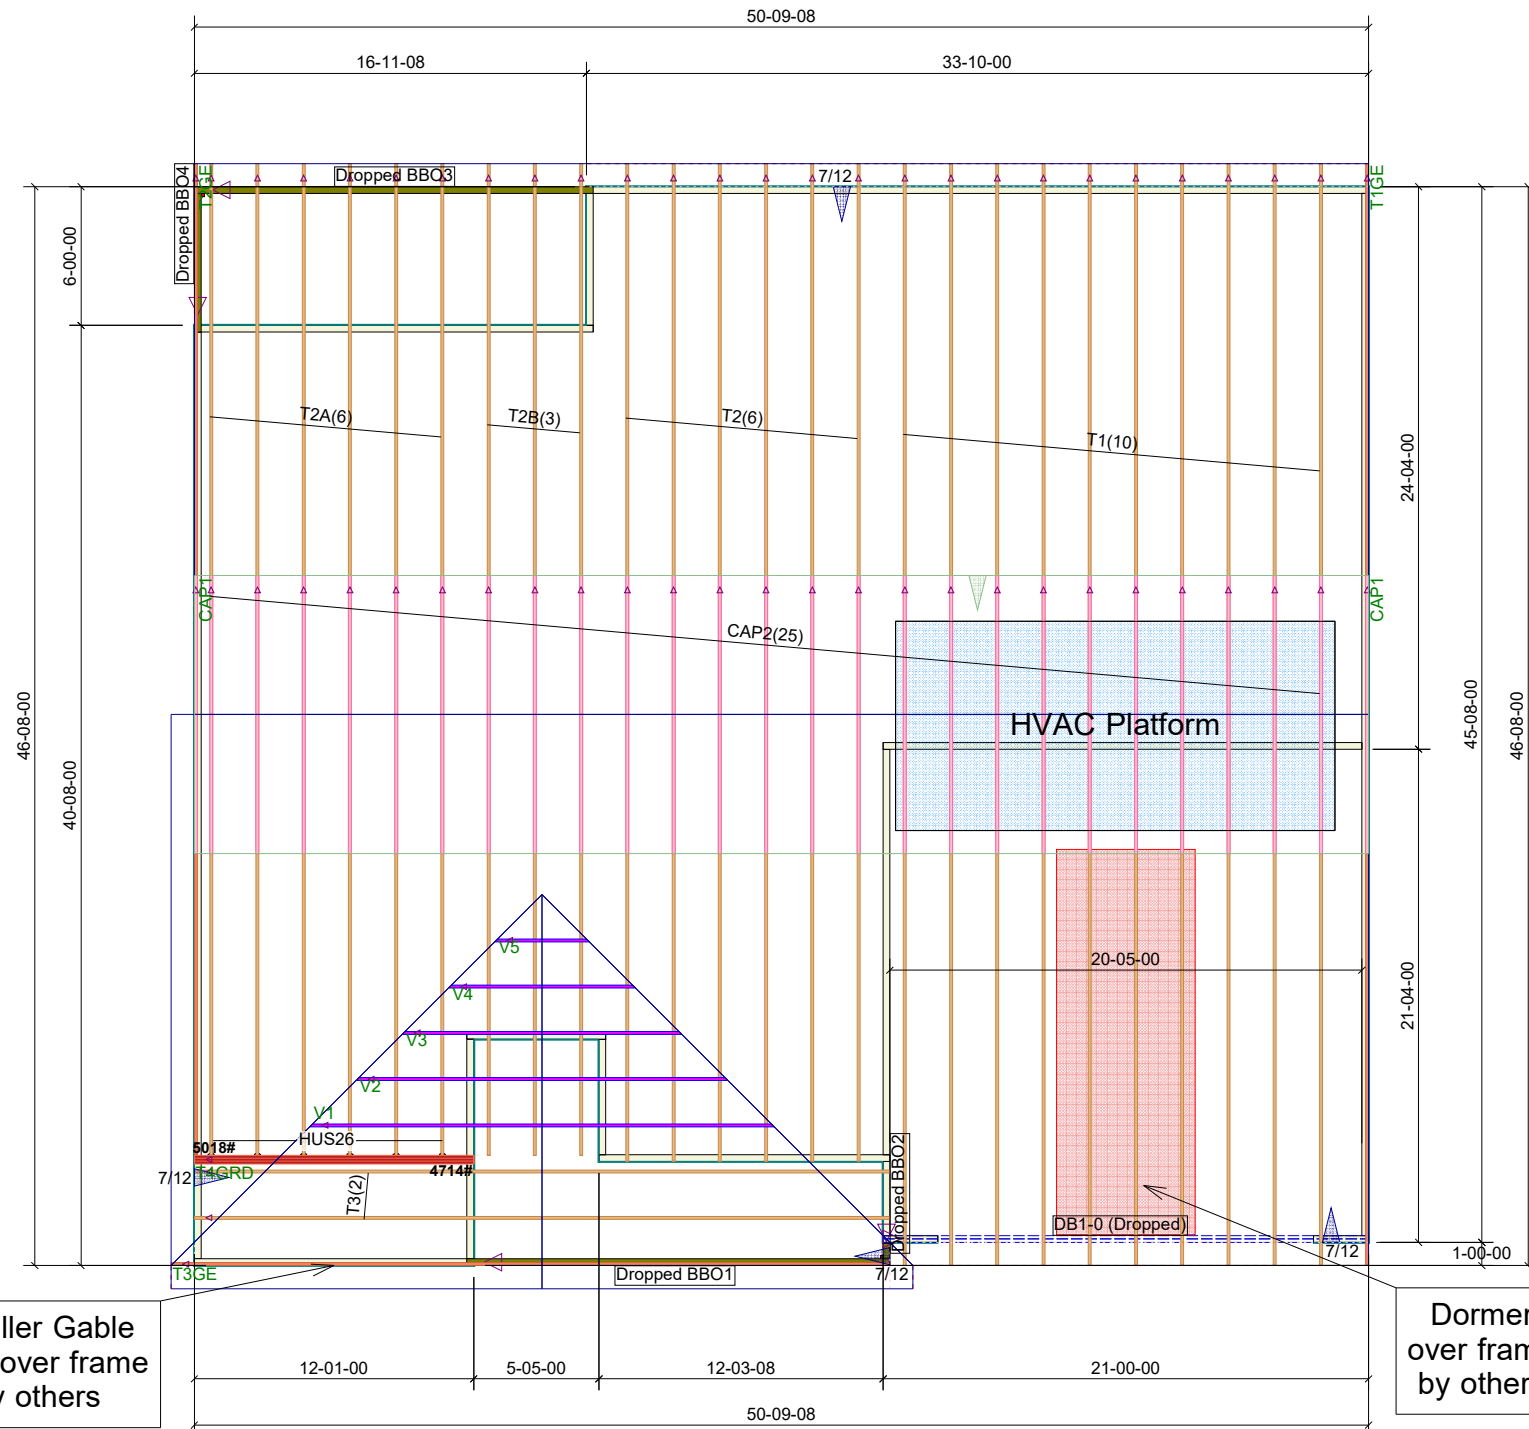 50-09-08
16-11-08
33-10-00
Dropped BBO4
T2GE
Dropped BBO3
7/12
T1GE
6-00-00
T2A(6)
T2B(3)
T2(6)
T1(10)
24-04-00
CAP1
CAP1
CAP2(25)
HVAC Platform
46-08-00
40-08-00
45-08-00
46-08-00
20-05-00
21-04-00
V5
V4
V3
V2
V1
HUS26
5018#
4714#
T4GRD
7/12
T3(2)
Dropped BBO2
DB1-0 (Dropped)
7/12
1-00-00
T3GE
Dropped BBO1
7/12
ller Gable
over frame
others
Dormer
over fram
by other
12-01-00
5-05-00
12-03-08
21-00-00
50-09-08